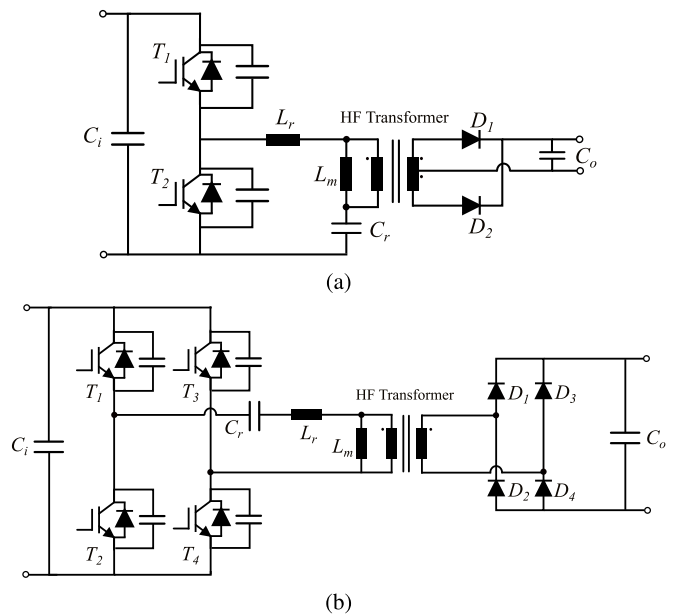 T₁
HF Transformer
D₁
Lᵣ
Cᵢ
Cₒ
T₂
Lₘ
D₂
Cᵣ
(a)
T₁
T₃
HF Transformer
D₁
D₃
Cᵢ
Cᵣ
Lᵣ
Lₘ
Cₒ
D₂
D₄
T₂
T₄
(b)